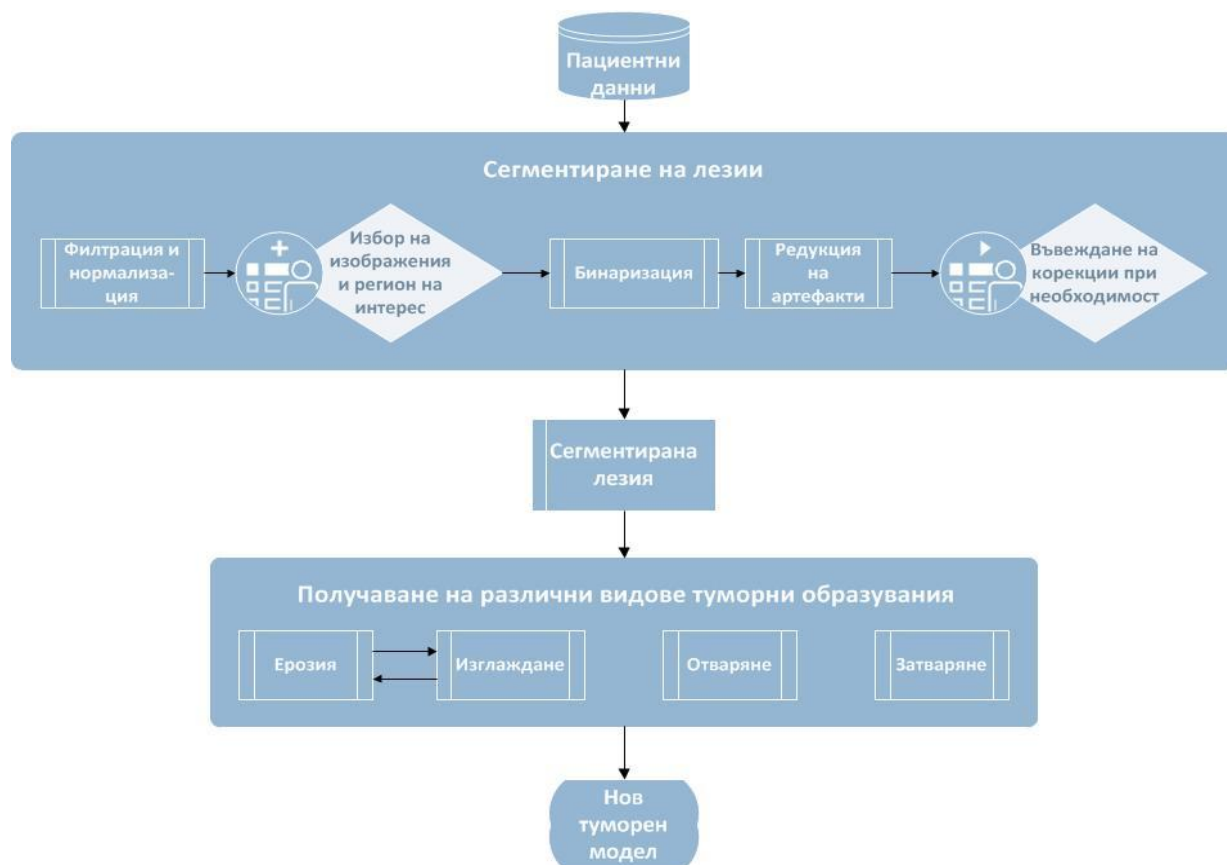 Пациентни
данни
Сегментиране на лезии
Филтрация и
нормализа-
ция
Избор на
изображения
и регион на
интерес
Бинаризация
Редукция
на
артефакти
Въвеждане на
корекции при
необходимост
Сегментирана
лезия
Получаване на различни видове туморни образувания
Ерозия
Изглаждане
Отваряне
Затваряне
Нов
туморен
модел